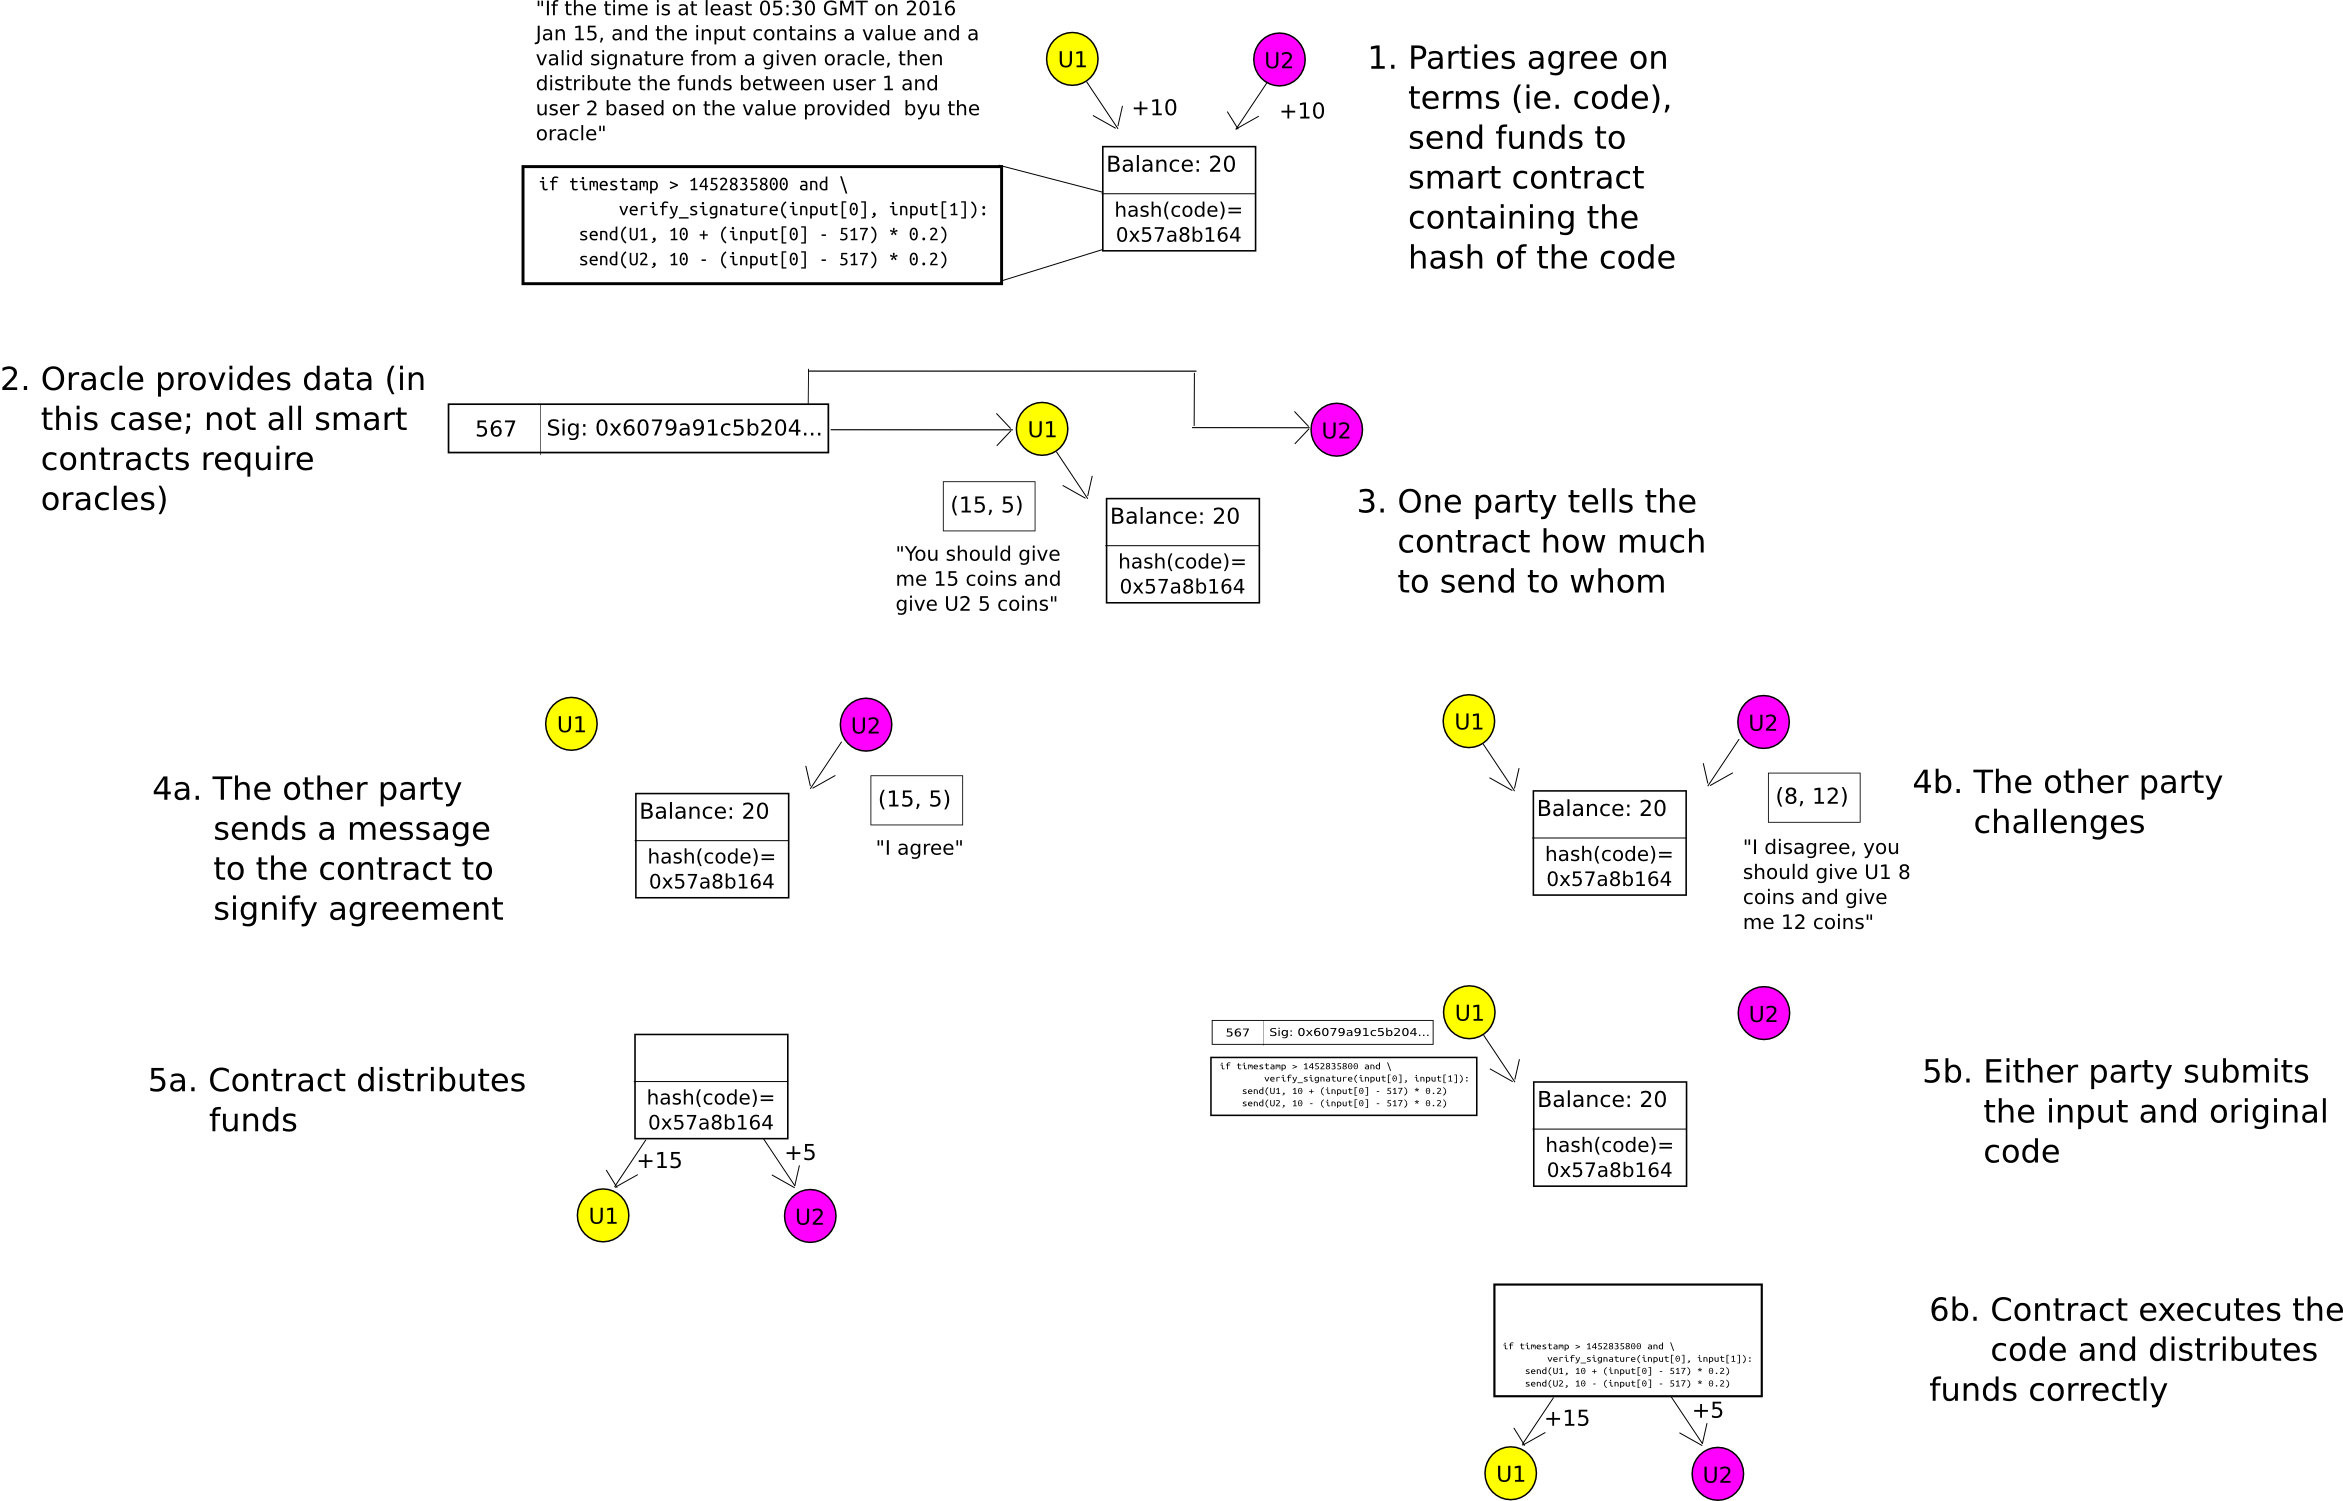 "If the time is at least 05:30 GMT on 2016
Jan 15, and the input contains a value and a
valid signature from a given oracle, then
distribute the funds between user 1 and
user 2 based on the value provided  byu the
oracle"
U1
U2
+10
+10
1. Parties agree on
terms (ie. code),
send funds to
smart contract
containing the
hash of the code
if timestamp > 1452835800 and \
verify_signature(input[0], input[1]):
send(U1, 10 + (input[0] - 517) * 0.2)
send(U2, 10 - (input[0] - 517) * 0.2)
Balance: 20
hash(code)=
0x57a8b164
2. Oracle provides data (in
this case; not all smart
contracts require
oracles)
567
Sig: 0x6079a91c5b204...
U1
U2
(15, 5)
"You should give
me 15 coins and
give U2 5 coins"
Balance: 20
hash(code)=
0x57a8b164
3. One party tells the
contract how much
to send to whom
4a. The other party
sends a message
to the contract to
signify agreement
U1
U2
Balance: 20
hash(code)=
0x57a8b164
(15, 5)
"I agree"
U1
U2
Balance: 20
hash(code)=
0x57a8b164
(8, 12)
"I disagree, you
should give U1 8
coins and give
me 12 coins"
4b. The other party
challenges
5a. Contract distributes
funds
hash(code)=
0x57a8b164
+15
+5
U1
U2
567
Sig: 0x6079a91c5b204...
if timestamp > 1452835800 and \
verify_signature(input[0], input[1]):
send(U1, 10 + (input[0] - 517) * 0.2)
send(U2, 10 - (input[0] - 517) * 0.2)
U1
U2
Balance: 20
hash(code)=
0x57a8b164
5b. Either party submits
the input and original
code
if timestamp > 1452835800 and \
verify_signature(input[0], input[1]):
send(U1, 10 + (input[0] - 517) * 0.2)
send(U2, 10 - (input[0] - 517) * 0.2)
+15
+5
U1
U2
6b. Contract executes the
code and distributes
funds correctly